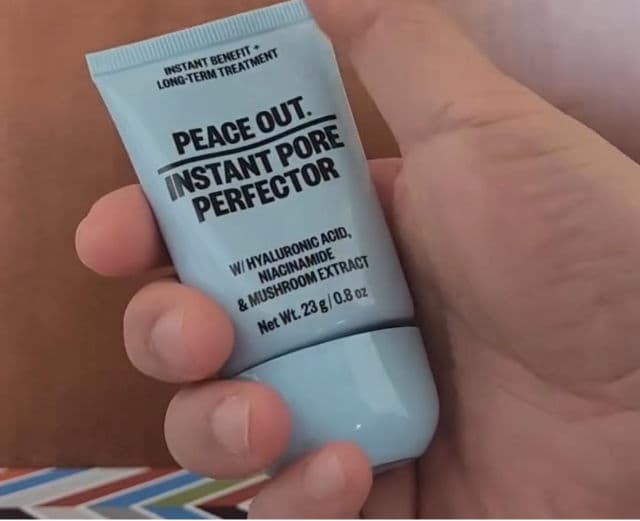 INSTANT BENEFIT +
LONG-TERM TREATMENT
PEACE OUT.
INSTANT PORE
PERFECTOR
W/ HYALURONIC ACID,
NIACINAMIDE
& MUSHROOM EXTRACT
Net Wt. 23 g / 0.8 oz